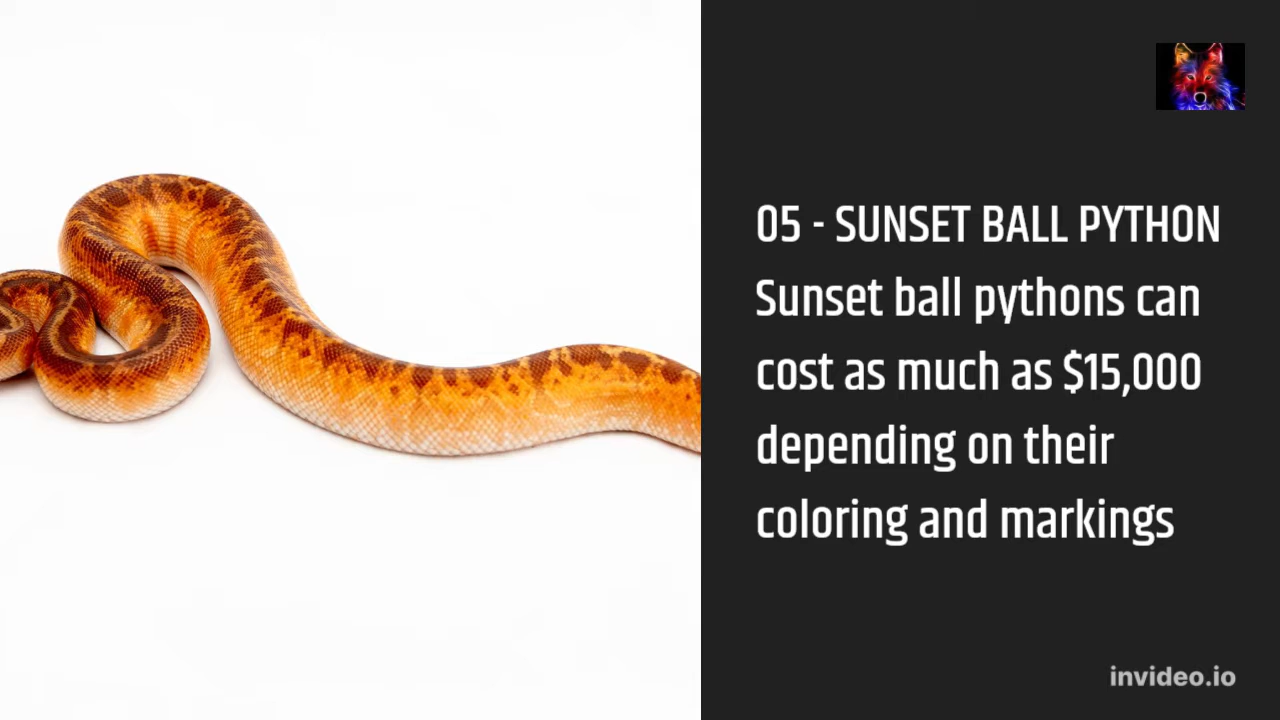 05 - SUNSET BALL PYTHON
Sunset ball pythons can
cost as much as $15,000
depending on their
coloring and markings
invideo.io